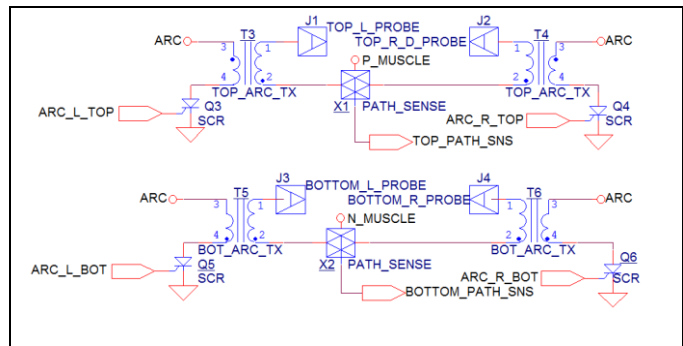 J1 TOP_L_PROBE J2
ARC T3 TOP_R_D_PROBE T4 ARC
3 1 P_MUSCLE 1 3
4 2 2 4
Q3 TOP_ARC_TX TOP_ARC_TX Q4
ARC_L_TOP SCR X1 PATH_SENSE ARC_R_TOP SCR
TOP_PATH_SNS
J3 BOTTOM_L_PROBE J4
ARC T5 BOTTOM_R_PROBE T6 ARC
3 1 N_MUSCLE 1 3
4 2 2 4
BOT_ARC_TX BOT_ARC_TX Q6
ARC_L_BOT Q5 X2 PATH_SENSE ARC_R_BOT SCR
SCR BOTTOM_PATH_SNS